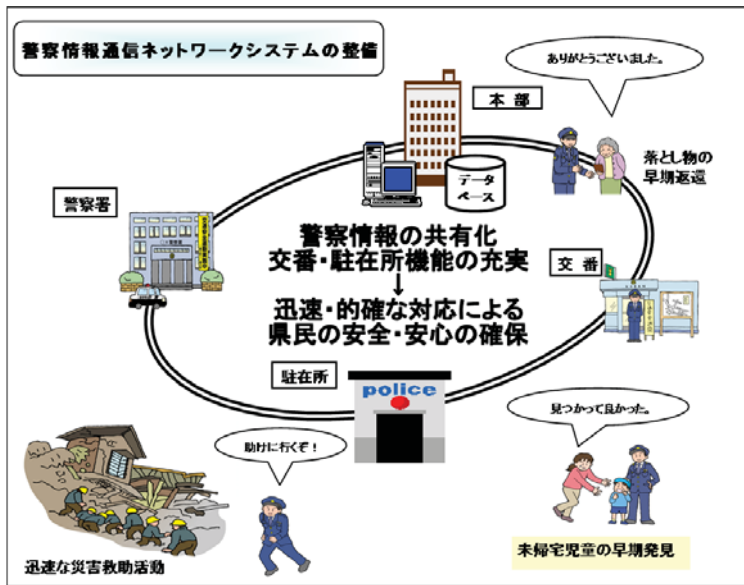 警察情報通信ネットワークシステムの整備
ありがとうございました。
本部
落とし物の
早期返還
データ
ベース
警察署
警察情報の共有化
交番・駐在所機能の充実
↓
迅速・的確な対応による
県民の安全・安心の確保
交番
駐在所
police
見つかって良かった。
助けに行くぞ！
迅速な災害救助活動
未帰宅児童の早期発見